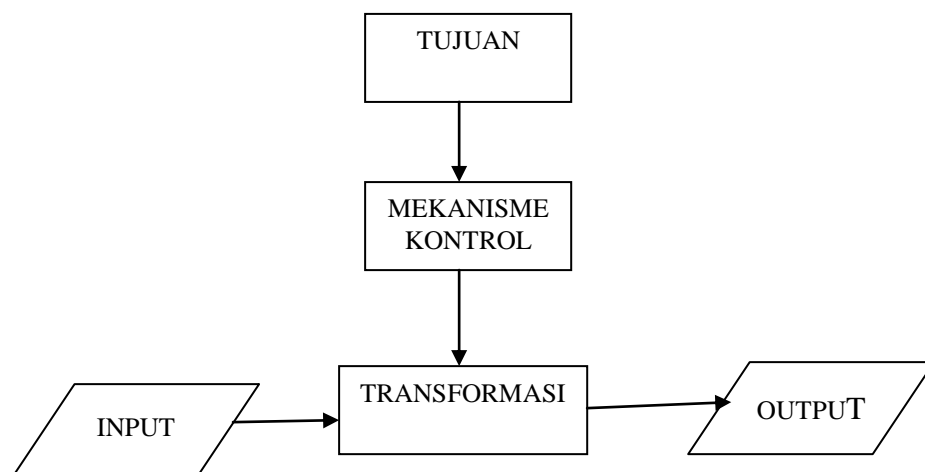 TUJUAN
MEKANISME
KONTROL
TRANSFORMASI
INPUT
OUTPUT